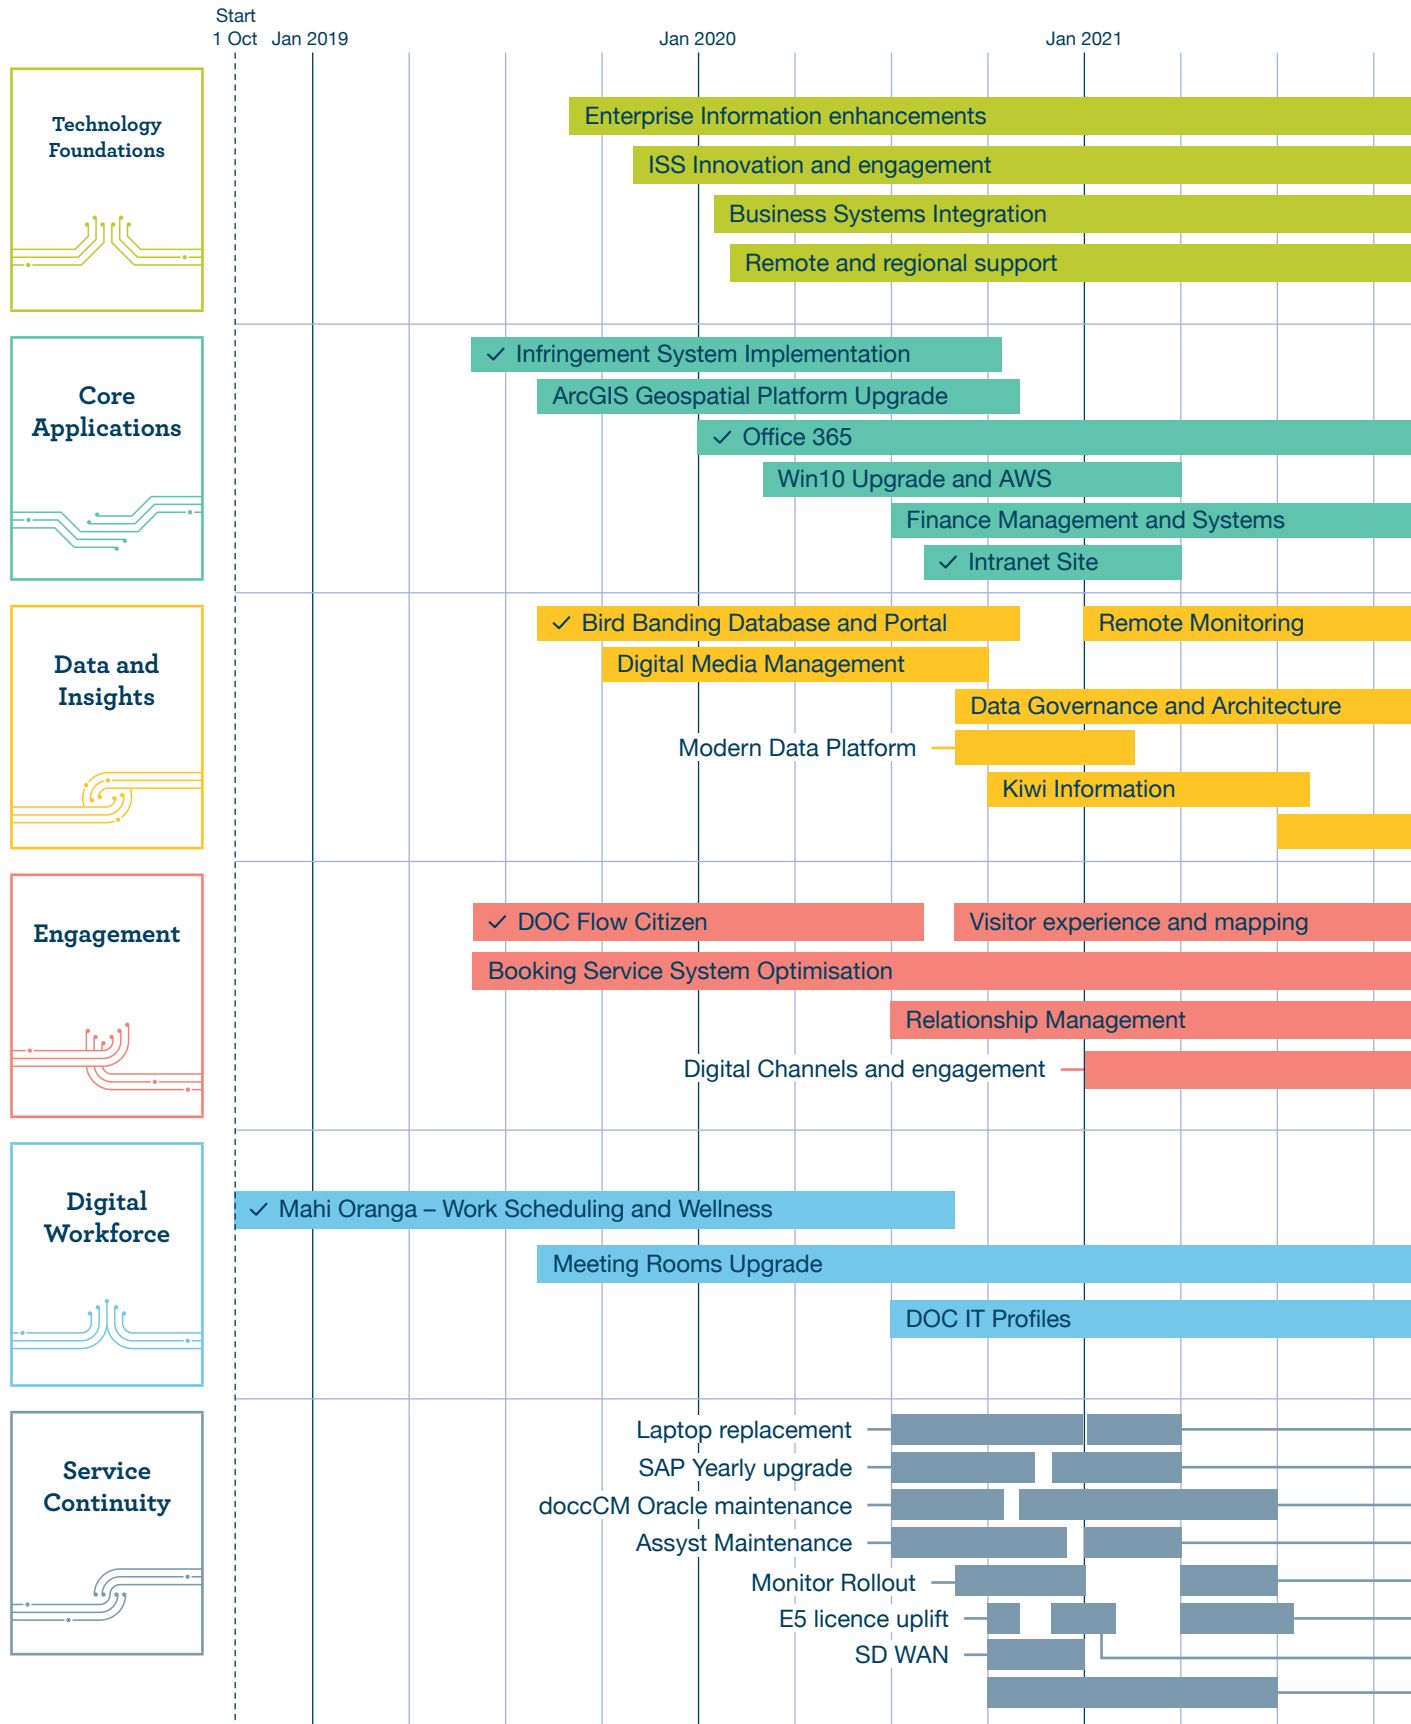 Start
1 Oct
Jan 2019
Jan 2020
Jan 2021
Technology
Foundations
Enterprise Information enhancements
ISS Innovation and engagement
Business Systems Integration
Remote and regional support
Core
Applications
✓ Infringement System Implementation
ArcGIS Geospatial Platform Upgrade
✓ Office 365
Win10 Upgrade and AWS
Finance Management and Systems
✓ Intranet Site
Data and
Insights
✓ Bird Banding Database and Portal
Remote Monitoring
Digital Media Management
Data Governance and Architecture
Modern Data Platform
Kiwi Information
Engagement
✓ DOC Flow Citizen
Visitor experience and mapping
Booking Service System Optimisation
Relationship Management
Digital Channels and engagement
Digital
Workforce
✓ Mahi Oranga – Work Scheduling and Wellness
Meeting Rooms Upgrade
DOC IT Profiles
Service
Continuity
Laptop replacement
SAP Yearly upgrade
doccCM Oracle maintenance
Assyst Maintenance
Monitor Rollout
E5 licence uplift
SD WAN